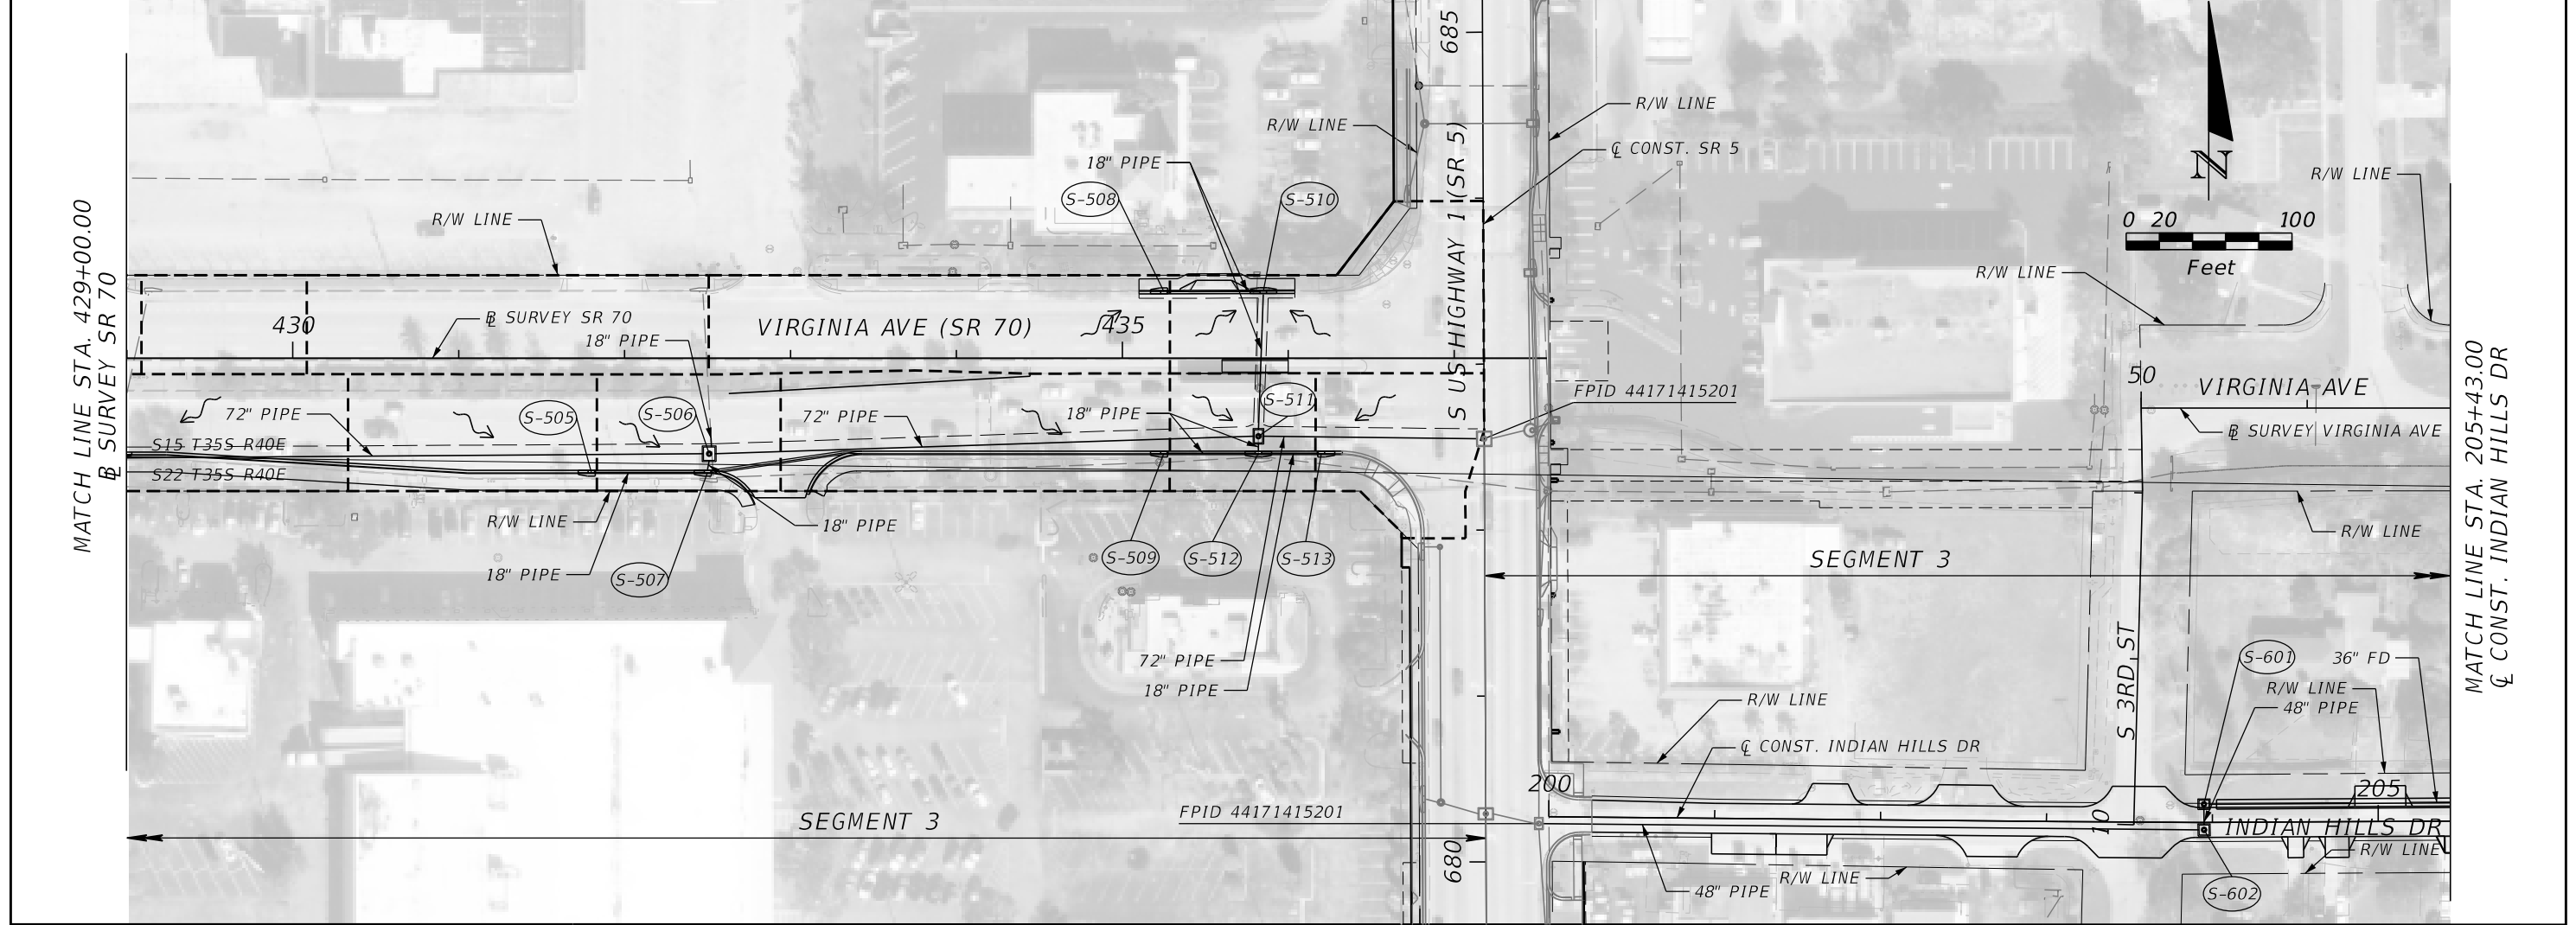 MATCH LINE STA. 429+00.00
℄ SURVEY SR 70
R/W LINE
430
℄ SURVEY SR 70
18" PIPE
VIRGINIA AVE (SR 70)
435
18" PIPE
S-508
S-510
R/W LINE
685
S US HIGHWAY 1 (SR 5)
R/W LINE
℄ CONST. SR 5
N
0 20 100
Feet
R/W LINE
R/W LINE
72" PIPE
S-505
S-506
72" PIPE
18" PIPE
S-511
FPID 44171415201
50
VIRGINIA AVE
℄ SURVEY VIRGINIA AVE
S15 T35S R40E
S22 T35S R40E
R/W LINE
18" PIPE
18" PIPE
S-507
S-509
S-512
S-513
R/W LINE
SEGMENT 3
72" PIPE
18" PIPE
S 3RD ST
S-601
36" FD
R/W LINE
48" PIPE
R/W LINE
℄ CONST. INDIAN HILLS DR
200
205
SEGMENT 3
FPID 44171415201
680
10
INDIAN HILLS DR
R/W LINE
48" PIPE
R/W LINE
S-602
MATCH LINE STA. 205+43.00
℄ CONST. INDIAN HILLS DR